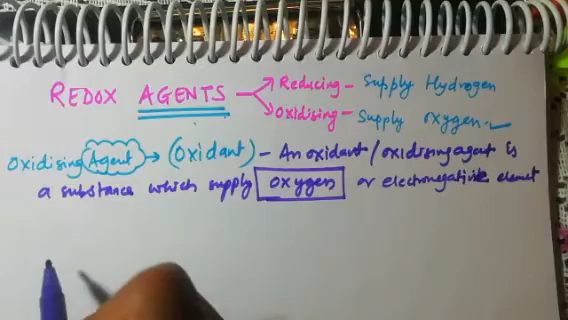 REDOX AGENTS → Reducing - Supply Hydrogen
→ Oxidising - Supply oxygen
Oxidising Agent → (Oxidant) - An oxidant/oxidising agent is
a substance which supply oxygen or electronegative element